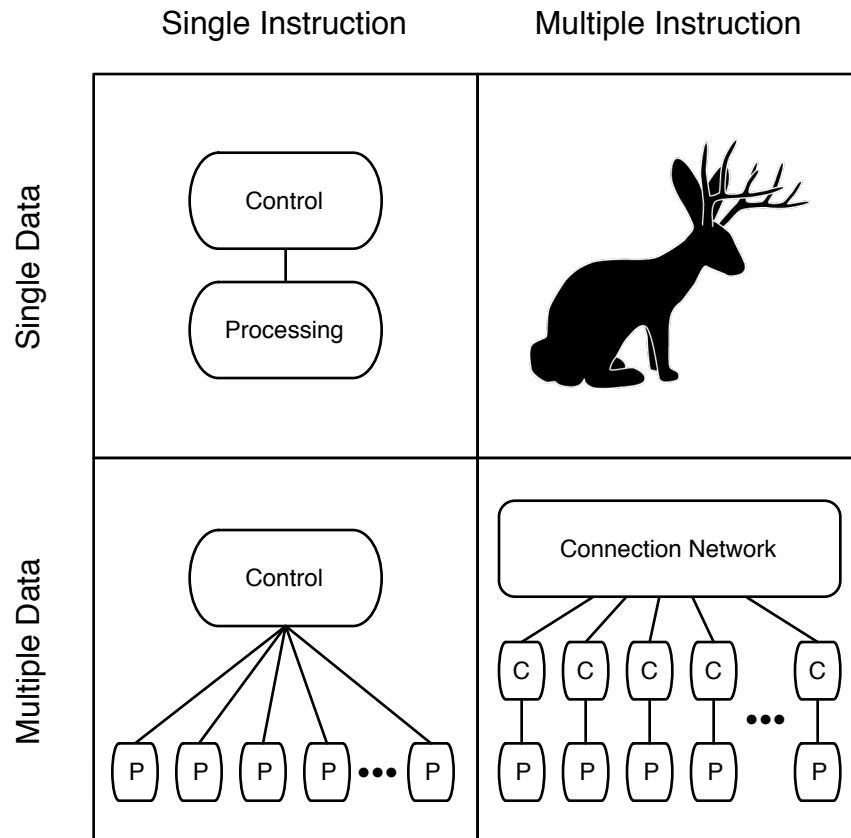 Single Instruction
Multiple Instruction
Single Data
Control
Processing
Multiple Data
Control
P P P P ••• P
Connection Network
C C C C C
•••
P P P P P